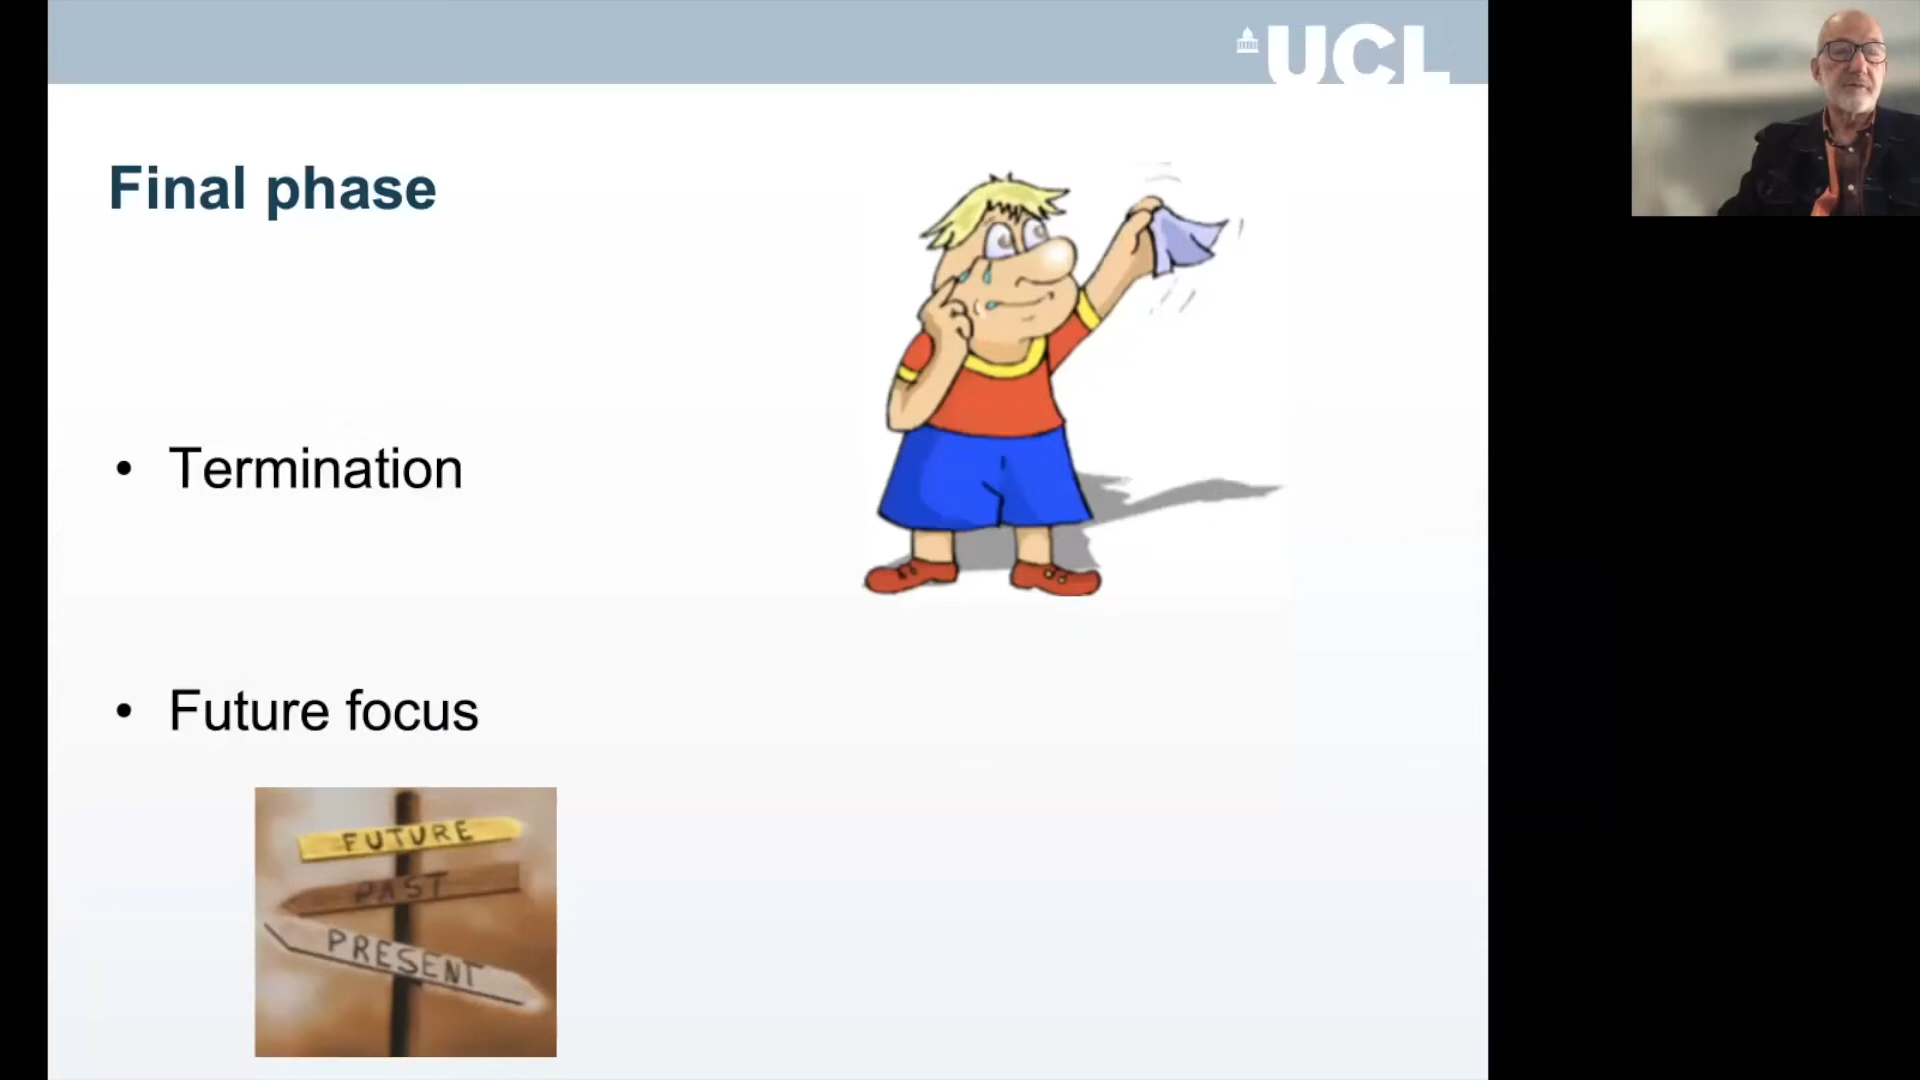 UCL
Final phase
• Termination
• Future focus
FUTURE
PAST
PRESENT